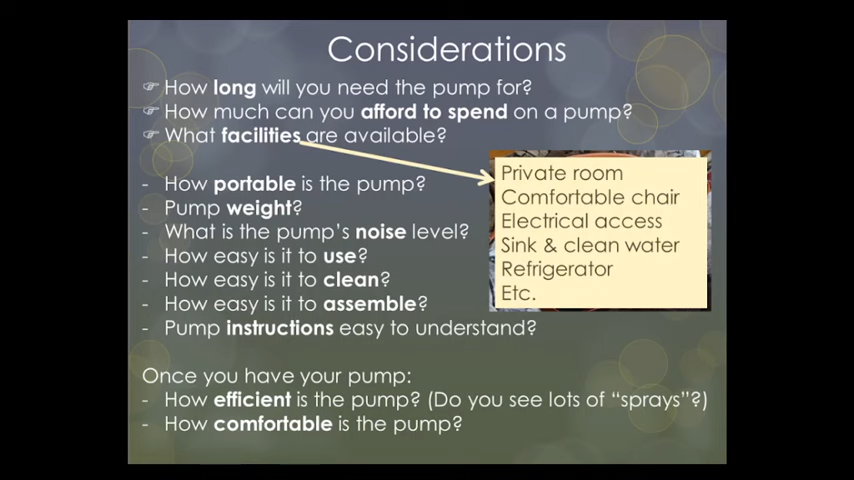 Considerations
☞ How long will you need the pump for?
☞ How much can you afford to spend on a pump?
☞ What facilities are available?
- How portable is the pump?
- Pump weight?
- What is the pump's noise level?
- How easy is it to use?
- How easy is it to clean?
- How easy is it to assemble?
- Pump instructions easy to understand?
Private room
Comfortable chair
Electrical access
Sink & clean water
Refrigerator
Etc.
Once you have your pump:
- How efficient is the pump? (Do you see lots of “sprays”?)
- How comfortable is the pump?